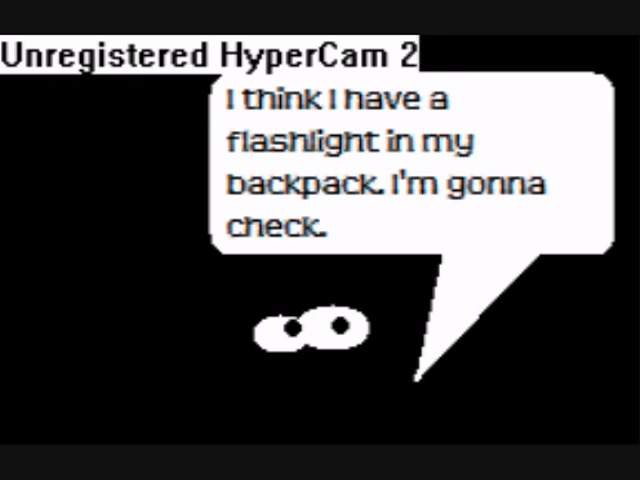 Unregistered HyperCam 2
I think I have a
flashlight in my
backpack. I'm gonna
check.